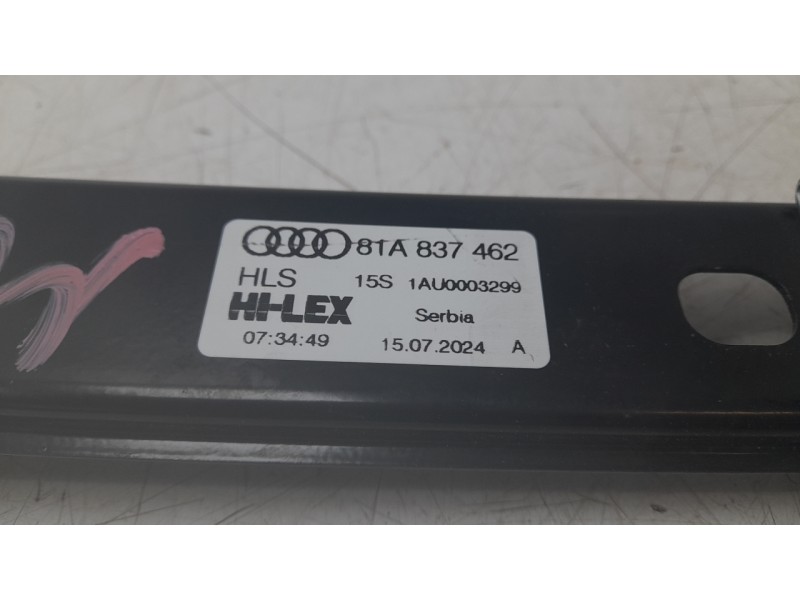 81A 837 462
HLS 15S 1AU0003299
HI-LEX Serbia
07:34:49 15.07.2024 A